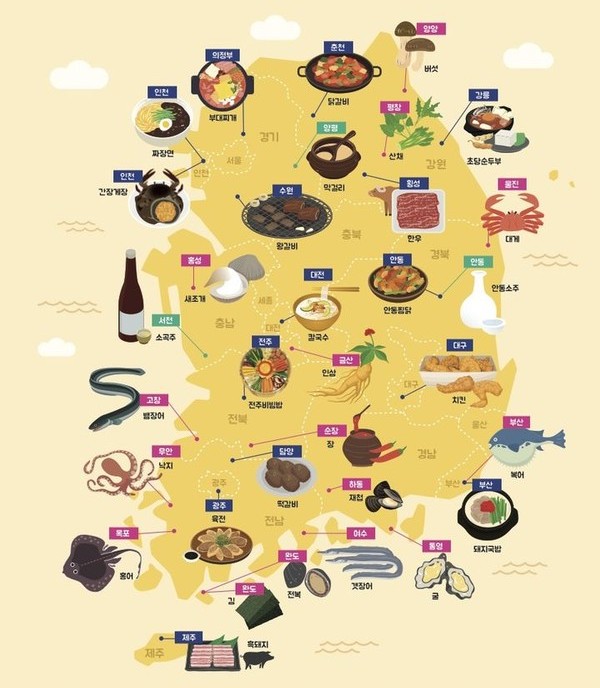 양양
버섯
의정부
부대찌개
춘천
닭갈비
인천
짜장면
평창
산채
강릉
초당순두부
경기
서울
인천
양평
막걸리
강원
인천
간장게장
수원
왕갈비
횡성
한우
울진
대게
충북
경북
홍성
새조개
세종
대전
칼국수
안동
안동찜닭
안동
안동소주
서천
소곡주
충남
대전
전주
전주비빔밥
금산
인삼
대구
치킨
대구
고창
뱀장어
전북
울산
순창
장
경남
부산
복어
무안
낙지
담양
떡갈비
하동
재첩
부산
부산
돼지국밥
광주
광주
육전
전남
목포
홍어
여수
갯장어
통영
굴
완도
전복
완도
김
제주
제주
흑돼지